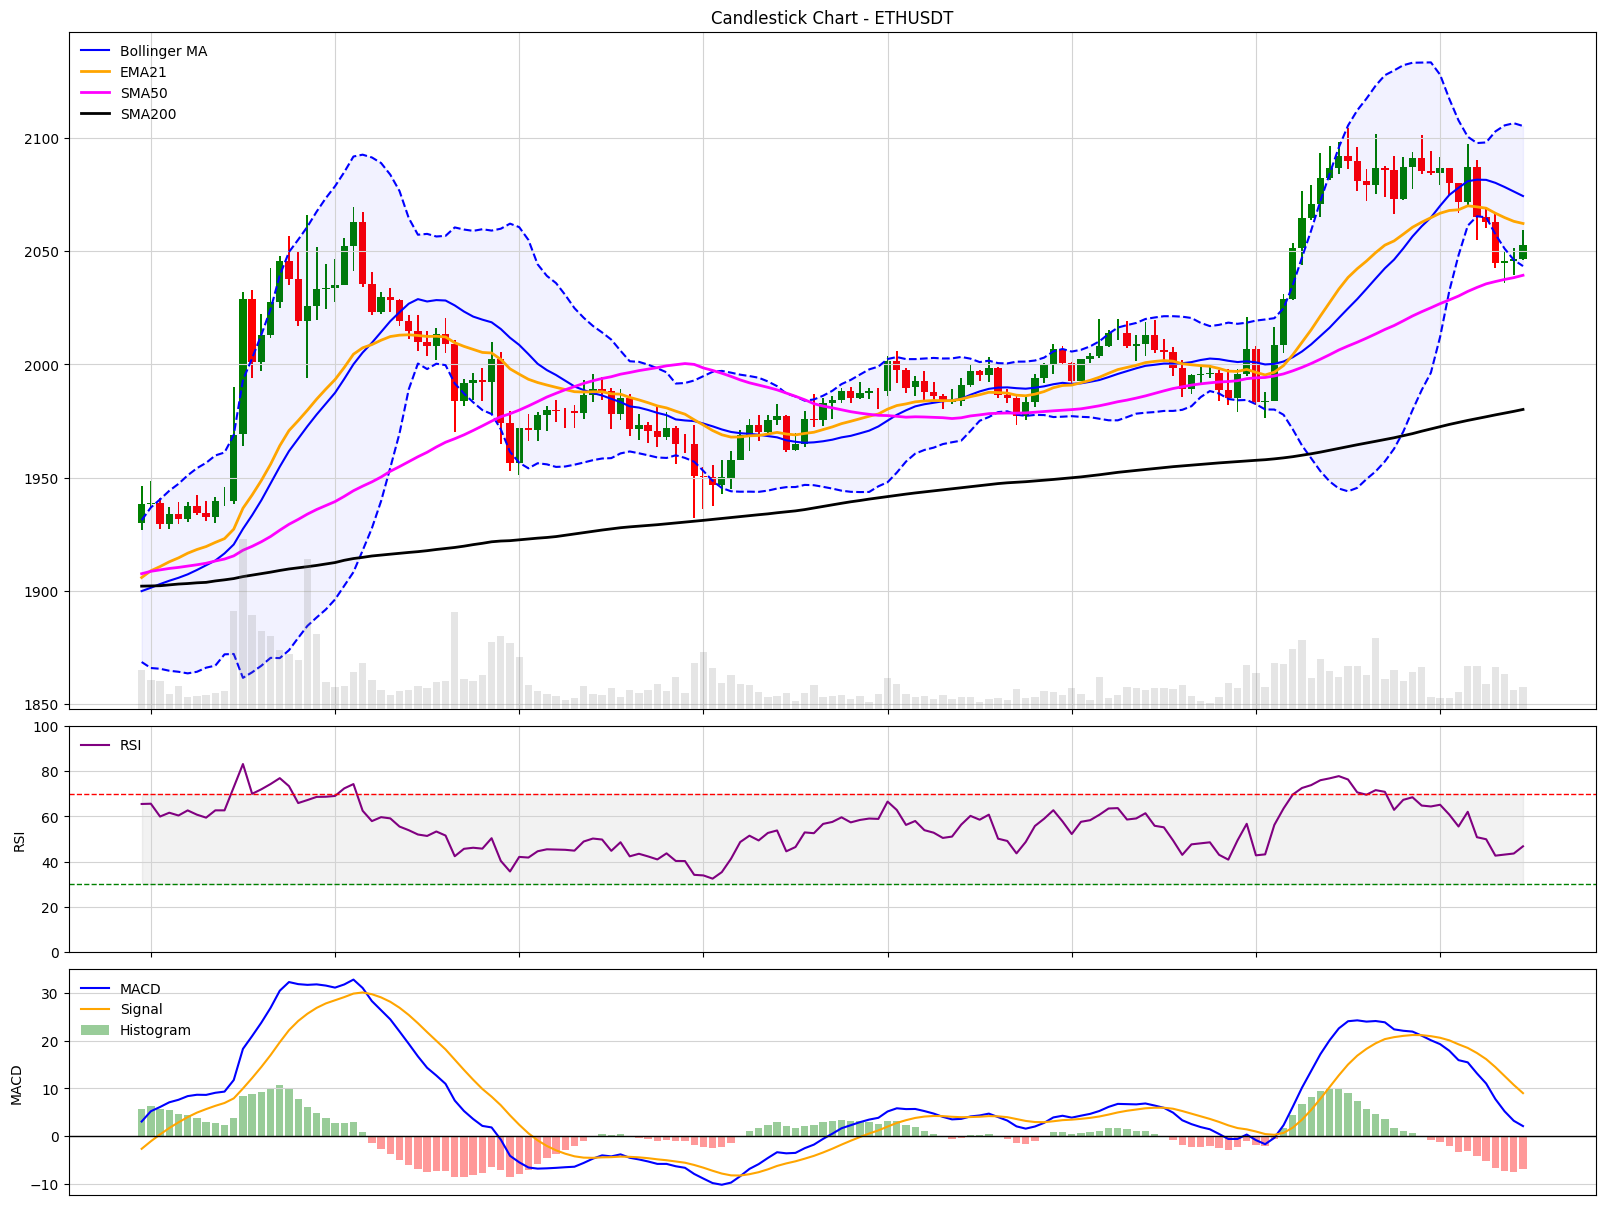 Candlestick Chart - ETHUSDT
Bollinger MA
EMA21
SMA50
SMA200
2100
2050
2000
1950
1900
1850
RSI
100
80
60
40
20
0
RSI
MACD
Signal
Histogram
30
20
10
0
−10
MACD